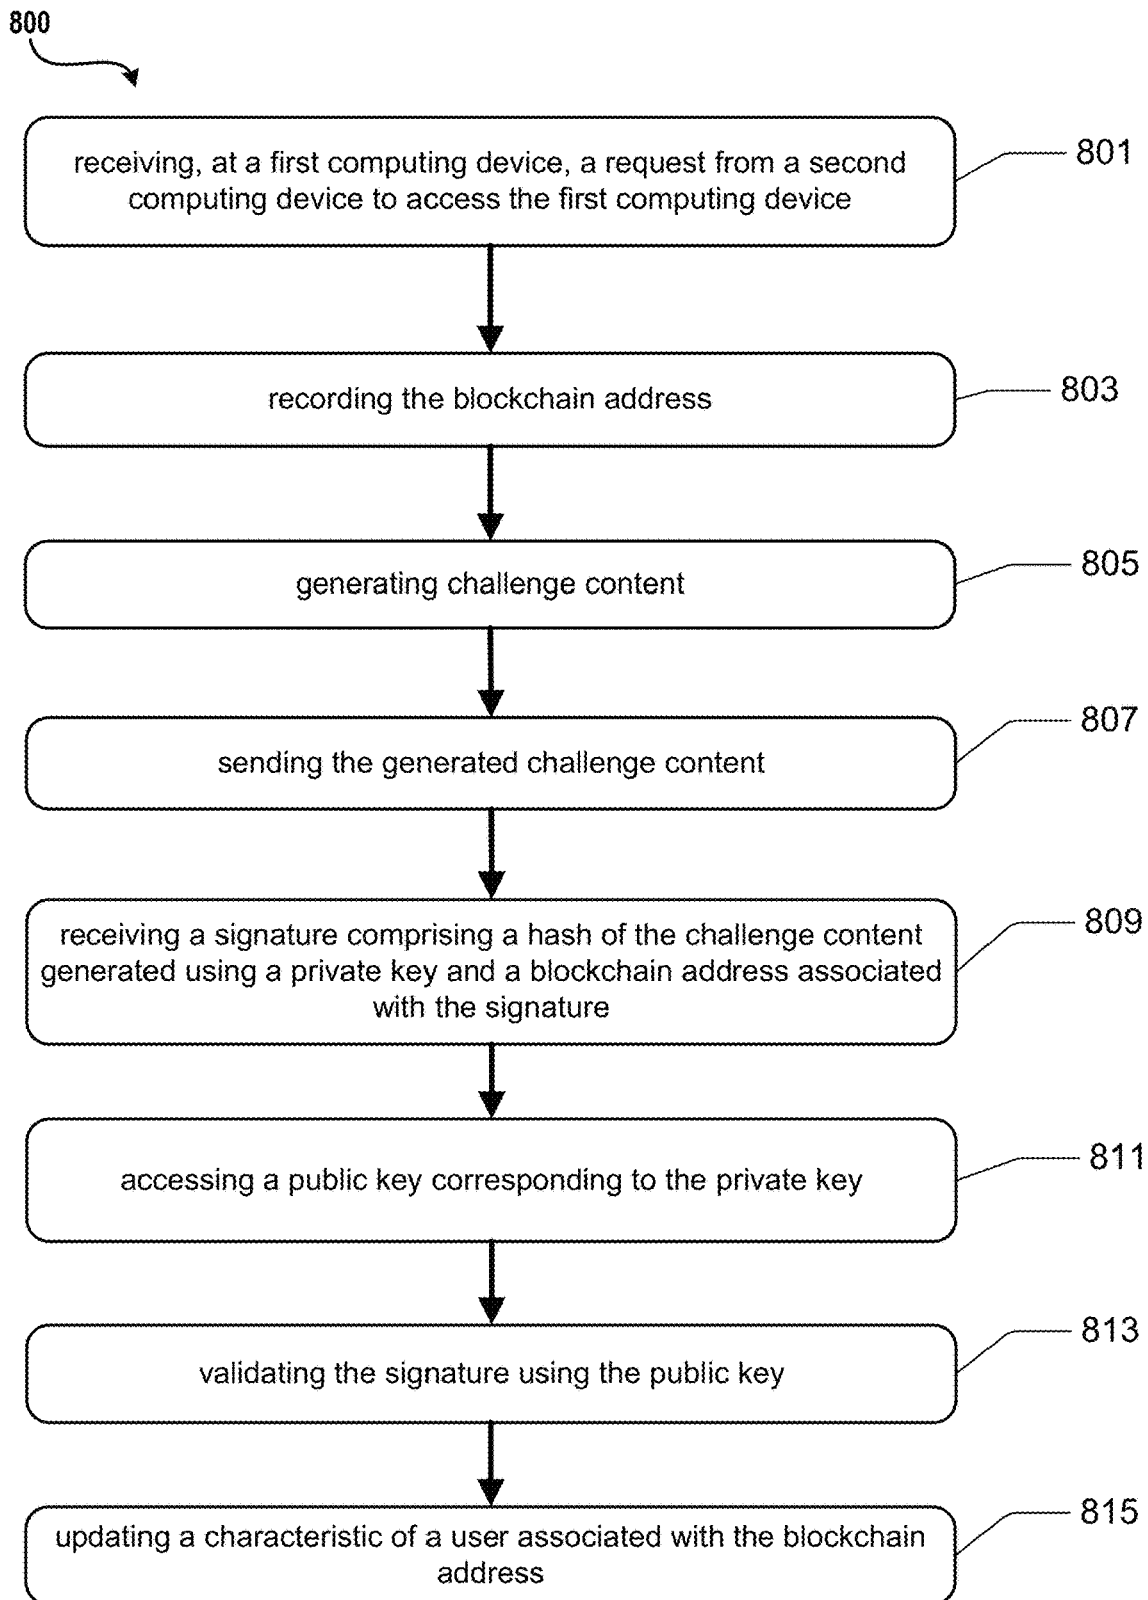 800
receiving, at a first computing device, a request from a second
computing device to access the first computing device
801
recording the blockchain address
803
generating challenge content
805
sending the generated challenge content
807
receiving a signature comprising a hash of the challenge content
generated using a private key and a blockchain address associated
with the signature
809
accessing a public key corresponding to the private key
811
validating the signature using the public key
813
updating a characteristic of a user associated with the blockchain
address
815